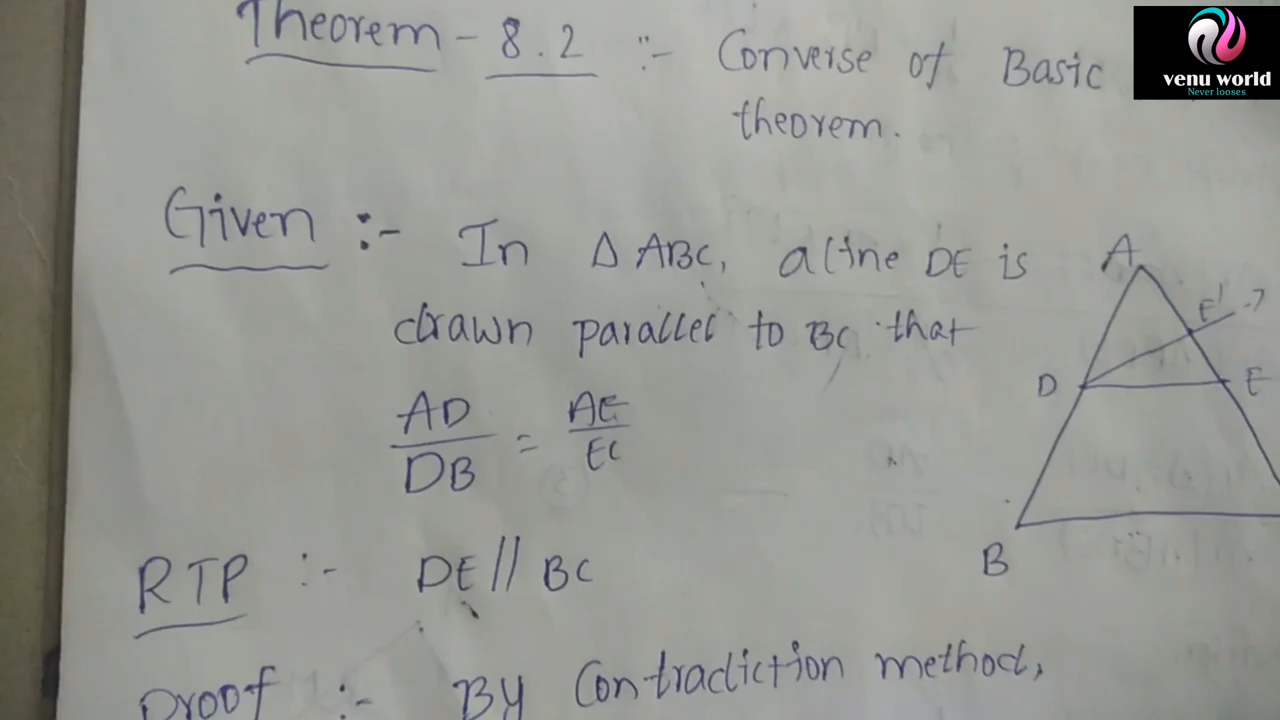 Theorem - 8.2 :- Converse of Basic
theorem.
venu world
Never looses
Given :- In Δ ABC, a line DE is
drawn parallel to BC that
AD/DB = AE/EC
A
E'
D
E
B
RTP :- DE // BC
Proof :- By Contradiction method,